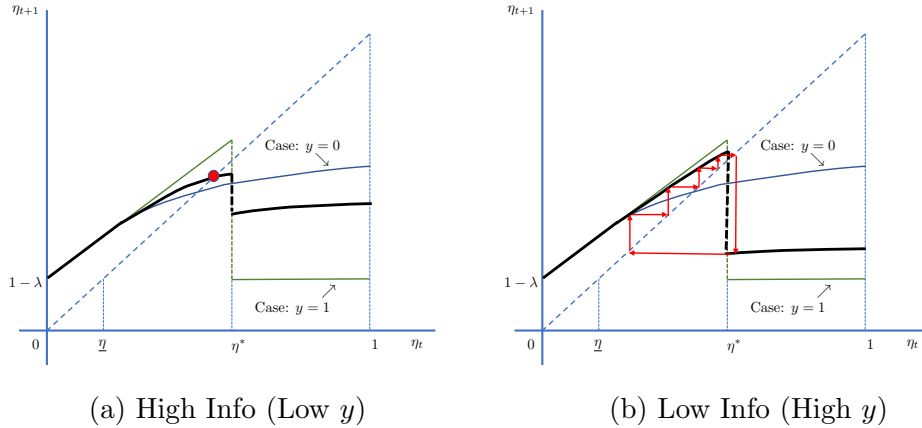 η_{t+1}
Case: y = 0
1 − λ
Case: y = 1
0
η̲
η*
1
η_t
(a) High Info (Low y)
η_{t+1}
Case: y = 0
1 − λ
Case: y = 1
0
η̲
η*
1
η_t
(b) Low Info (High y)